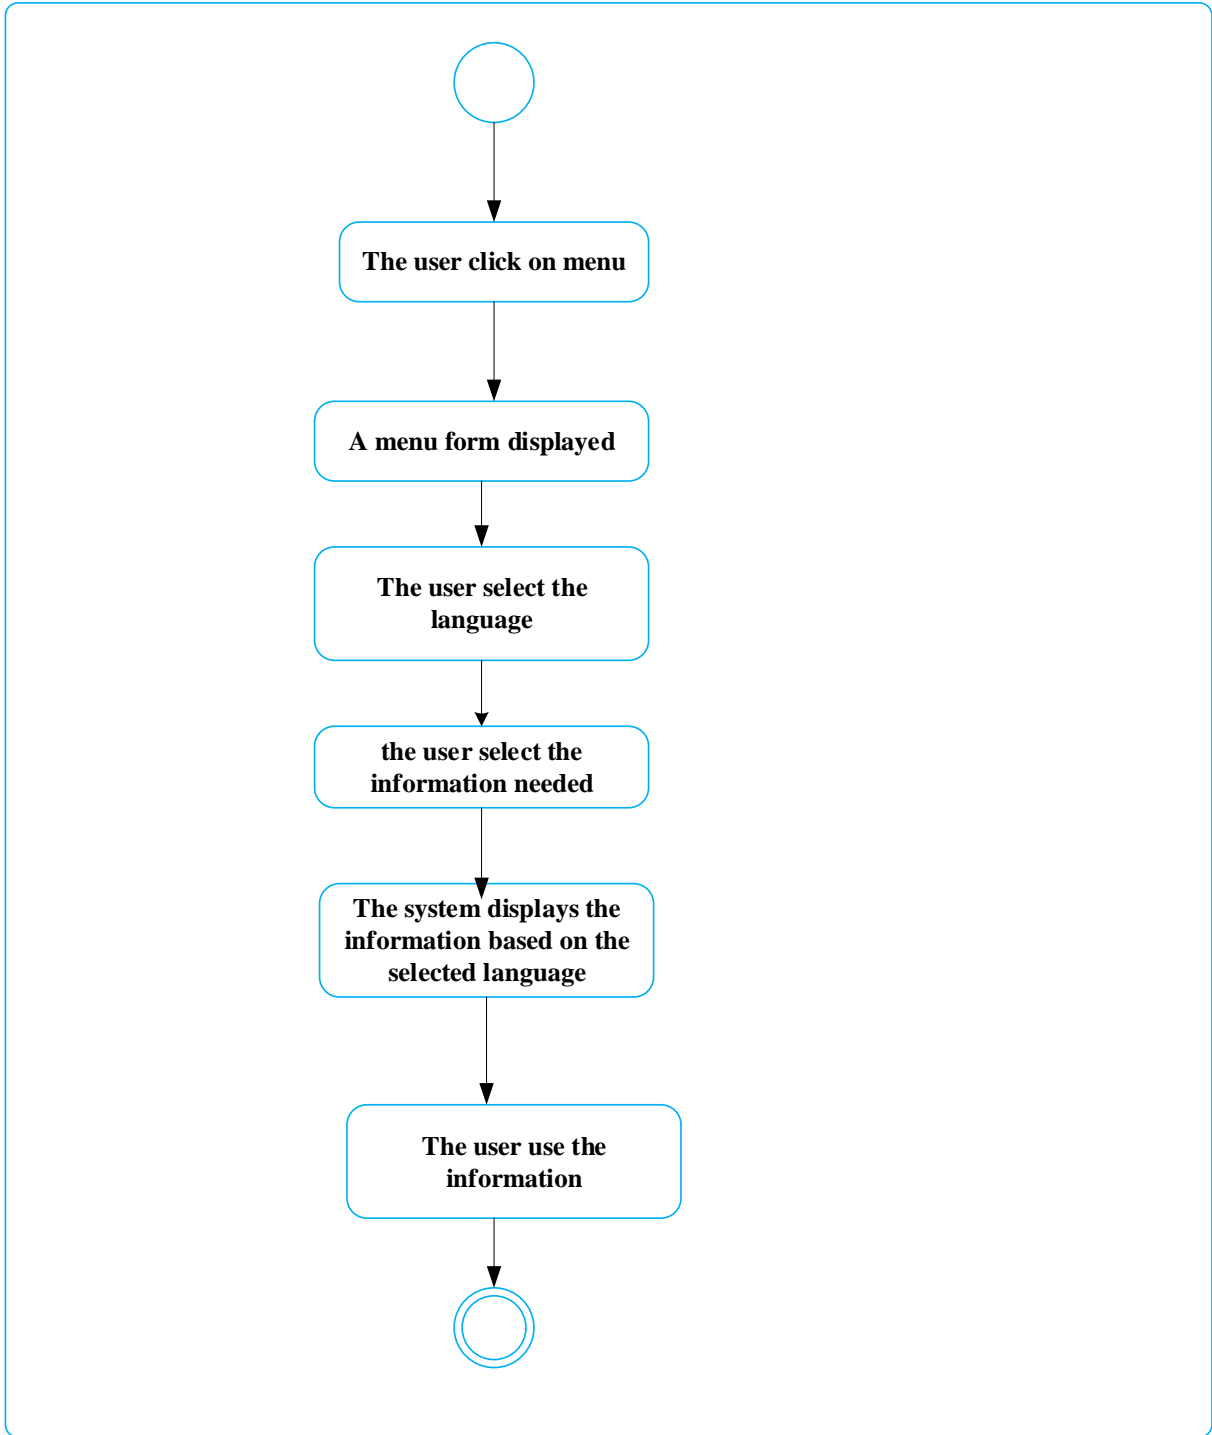 The user click on menu
A menu form displayed
The user select the
language
the user select the
information needed
The system displays the
information based on the
selected language
The user use the
information